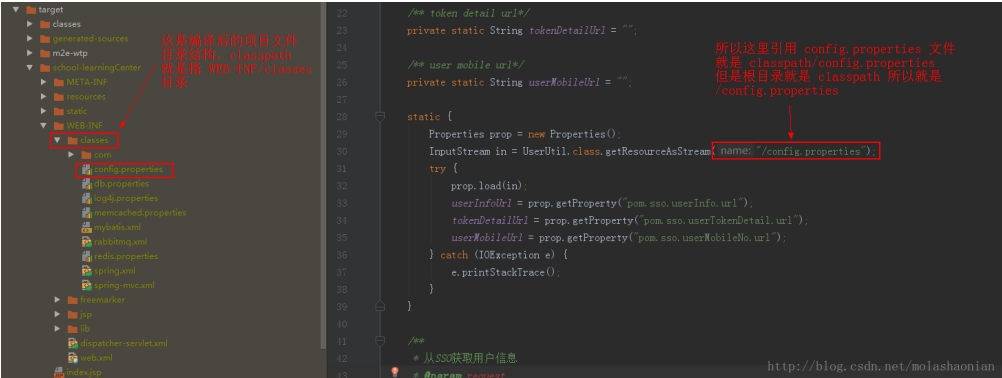 target
classes
generated-sources
m2e-wtp
school-learningCenter
META-INF
resources
static
WEB-INF
classes
com
config.properties
db.properties
log4j.properties
memcached.properties
mybatis.xml
rabbitmq.xml
redis.properties
spring.xml
spring-mvc.xml
freemarker
jsp
lib
dispatcher-servlet.xml
web.xml
index.jsp
这是编译后的项目文件
目录结构，classpath
就是指 WEB-INF/classes
目录
22 /** token detail url*/
23 private static String tokenDetailUrl = "";
24
25 /** user mobile url*/
26 private static String userMobileUrl = "";
27
28 static {
29 Properties prop = new Properties();
30 InputStream in = UserUtil.class.getResourceAsStream( name: "/config.properties");
31 try {
32 prop.load(in);
33 userInfoUrl = prop.getProperty("pom.sso.userInfo.url");
34 tokenDetailUrl = prop.getProperty("pom.sso.userTokenDetail.url");
35 userMobileUrl = prop.getProperty("pom.sso.userMobileNo.url");
36 } catch (IOException e) {
37 e.printStackTrace();
38 }
39 }
40
41 /**
42 * 从SSO获取用户信息
43 * @param request
所以这里引用 config.properties 文件
就是 classpath/config.properties
但是根目录就是 classpath 所以就是
/config.properties
http://blog.csdn.net/molashaonian